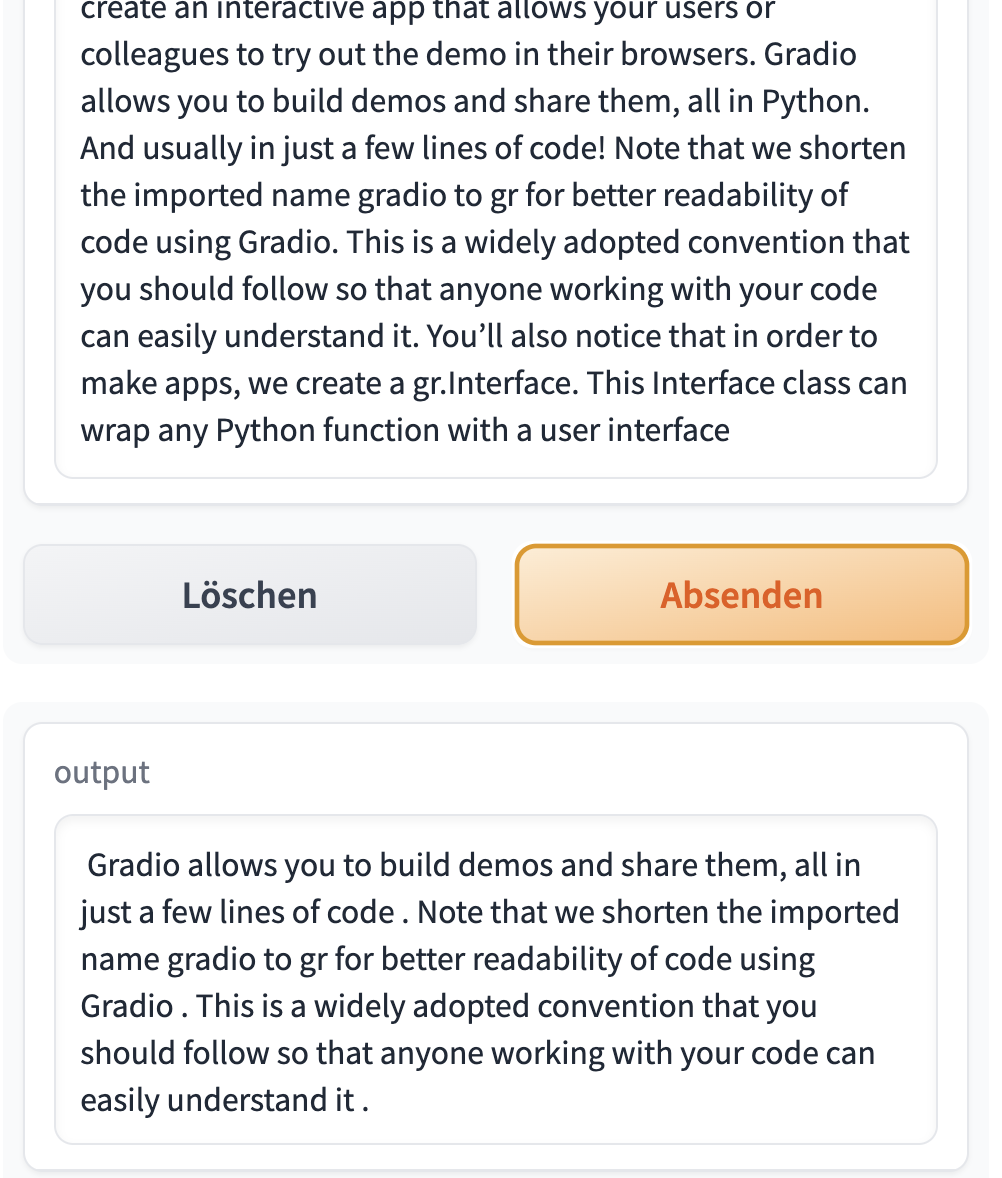 create an interactive app that allows your users or
colleagues to try out the demo in their browsers. Gradio
allows you to build demos and share them, all in Python.
And usually in just a few lines of code! Note that we shorten
the imported name gradio to gr for better readability of
code using Gradio. This is a widely adopted convention that
you should follow so that anyone working with your code
can easily understand it. You’ll also notice that in order to
make apps, we create a gr.Interface. This Interface class can
wrap any Python function with a user interface
Löschen
Absenden
output
Gradio allows you to build demos and share them, all in
just a few lines of code . Note that we shorten the imported
name gradio to gr for better readability of code using
Gradio . This is a widely adopted convention that you
should follow so that anyone working with your code can
easily understand it .